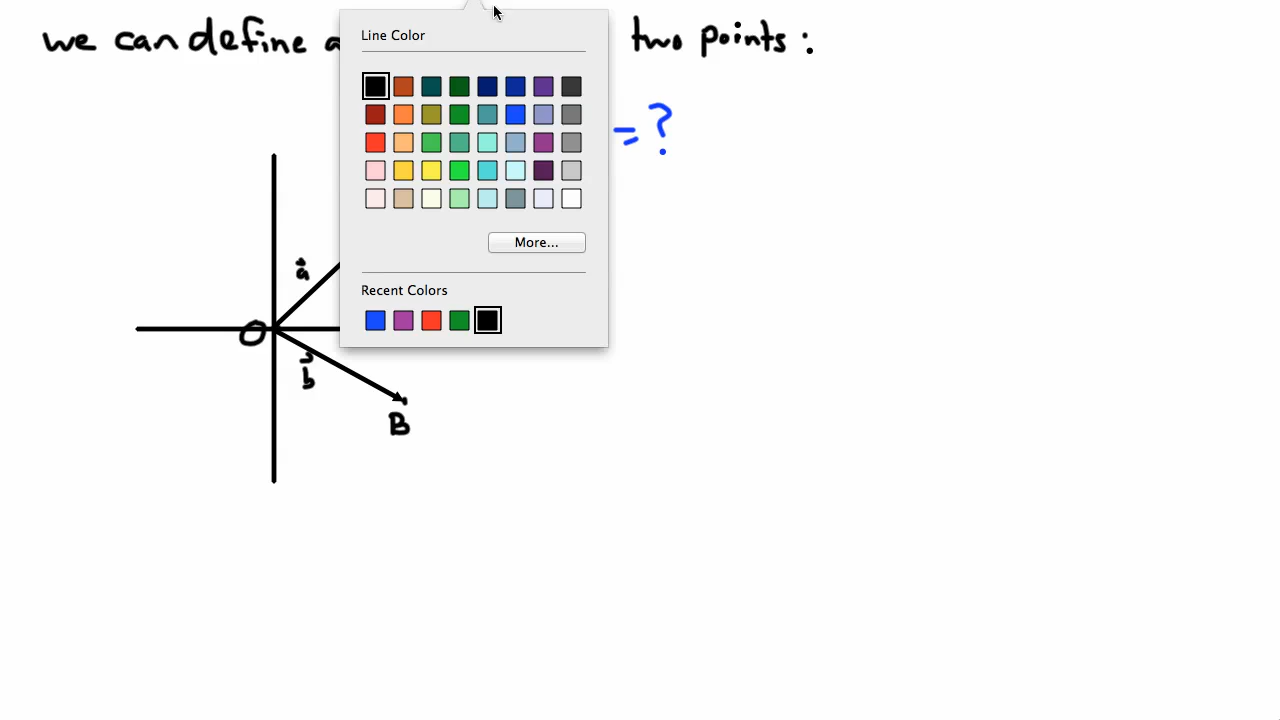 we can define a two points :
Line Color
= ?
More...
a
Recent Colors
O
b
B